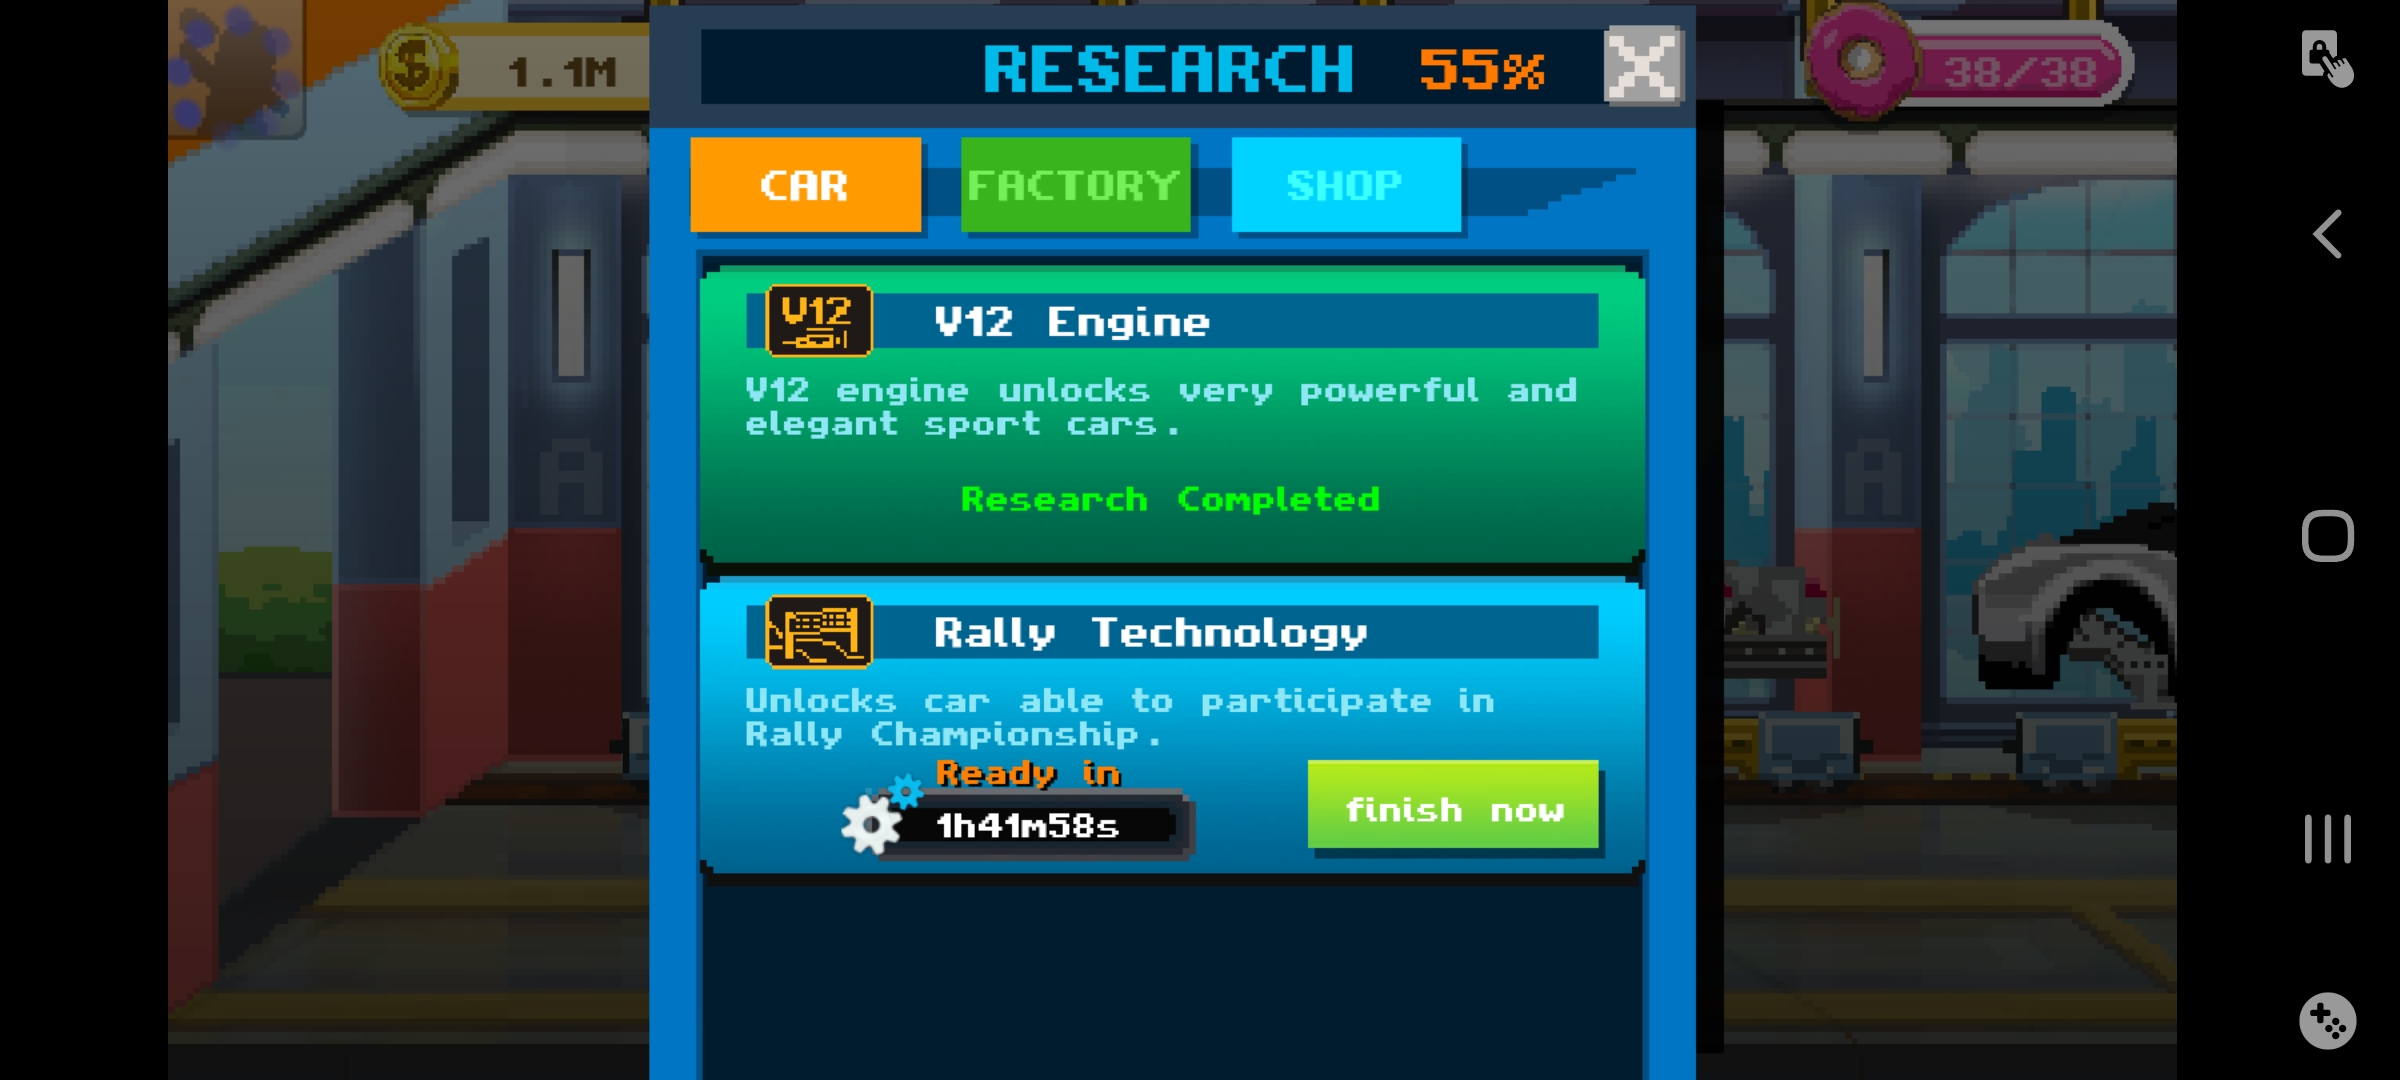 1.1M
RESEARCH 55%
38/38
CAR FACTORY SHOP
V12 V12 Engine
V12 engine unlocks very powerful and
elegant sport cars.
Research Completed
Rally Technology
Unlocks car able to participate in
Rally Championship.
Ready in
1h41m58s
finish now
A
A